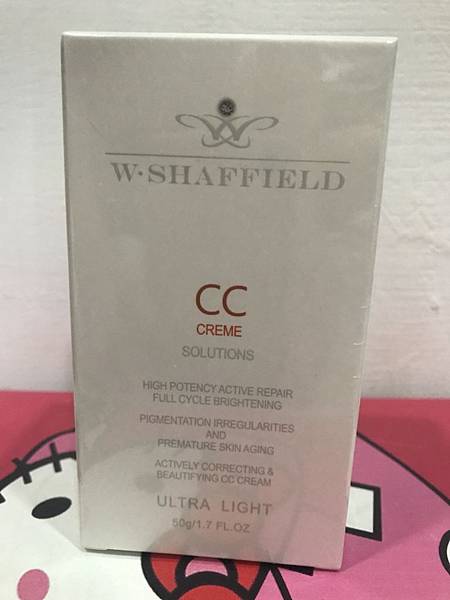 W·SHAFFIELD
CC
CREME
SOLUTIONS
HIGH POTENCY ACTIVE REPAIR
FULL CYCLE BRIGHTENING
PIGMENTATION IRREGULARITIES
AND
PREMATURE SKIN AGING
ACTIVELY CORRECTING &
BEAUTIFYING CC CREAM
ULTRA LIGHT
50g/1.7 FL.OZ